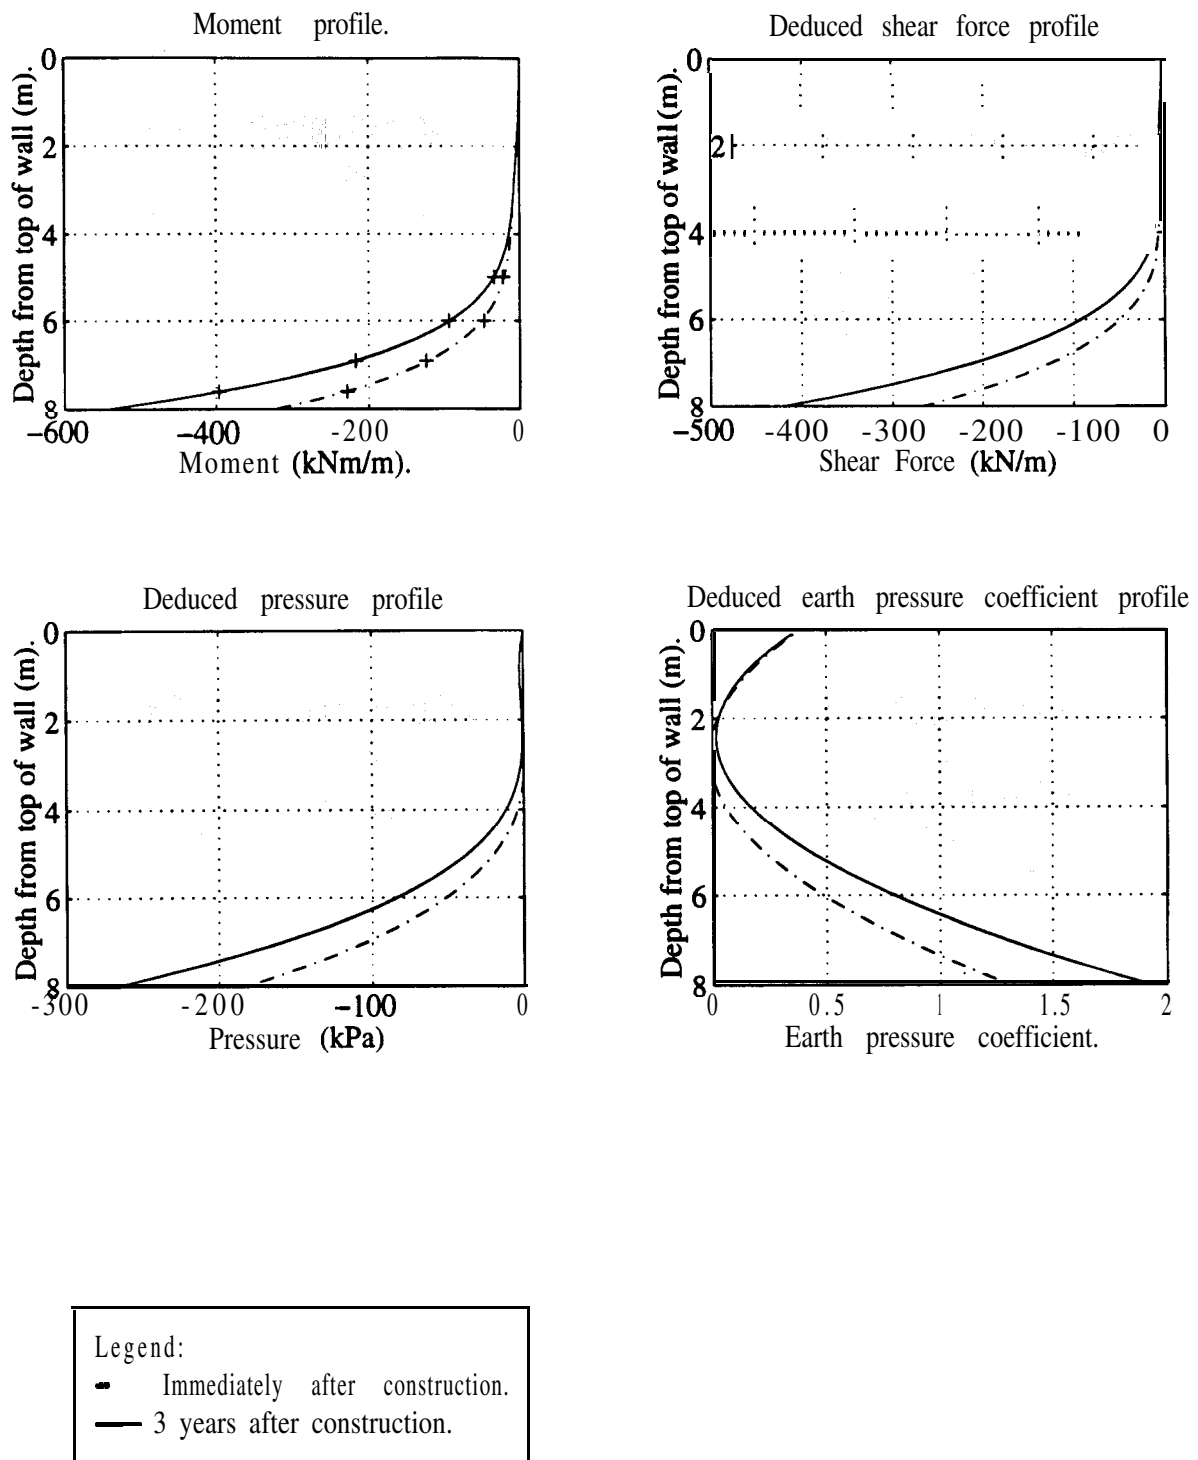 Moment profile.
0
2
4
6
8
Depth from top of wall (m).
-600 -400 -200 0
Moment (kNm/m).
Deduced shear force profile
0
2
4
6
8
Depth from top of wall (m).
-500 -400 -300 -200 -100 0
Shear Force (kN/m)
Deduced pressure profile
0
2
4
6
8
Depth from top of wall (m).
-300 -200 -100 0
Pressure (kPa)
Deduced earth pressure coefficient profile
0
2
4
6
8
Depth from top of wall (m).
0 0.5 1 1.5 2
Earth pressure coefficient.
Legend:
Immediately after construction.
3 years after construction.